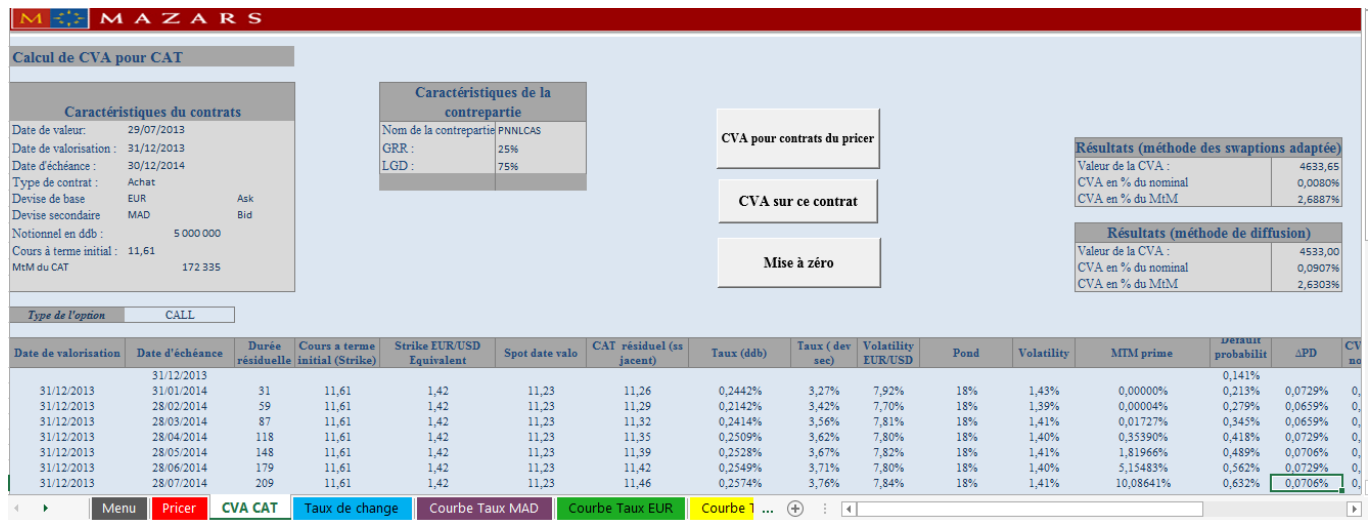 M MAZARS
Calcul de CVA pour CAT
Caractéristiques du contrats
Date de valeur: 29/07/2013
Date de valorisation : 31/12/2013
Date d'échéance : 30/12/2014
Type de contrat : Achat
Devise de base EUR Ask
Devise secondaire MAD Bid
Notionnel en ddb : 5 000 000
Cours à terme initial : 11,61
MtM du CAT 172 335
Caractéristiques de la
contrepartie
Nom de la contrepartie PNNLCAS
GRR : 25%
LGD : 75%
CVA pour contrats du pricer
CVA sur ce contrat
Mise à zéro
Résultats (méthode des swaptions adaptée)
Valeur de la CVA : 4633,65
CVA en % du nominal 0,0080%
CVA en % du MtM 2,6887%
Résultats (méthode de diffusion)
Valeur de la CVA : 4533,00
CVA en % du nominal 0,0907%
CVA en % du MtM 2,6303%
Type de l'option CALL
Date de valorisation Date d'échéance Durée résiduelle Cours a terme initial (Strike) Strike EUR/USD Equivalent Spot date valo CAT résiduel (ss jacent) Taux (ddb) Taux ( dev sec) Volatility EUR/USD Pond Volatility MTM prime Default probabilit ΔPD CV no
31/12/2013 0,141%
31/12/2013 31/01/2014 31 11,61 1,42 11,23 11,26 0,2442% 3,27% 7,92% 18% 1,43% 0,00000% 0,213% 0,0729% 0,
31/12/2013 28/02/2014 59 11,61 1,42 11,23 11,29 0,2142% 3,42% 7,70% 18% 1,39% 0,00004% 0,279% 0,0659% 0,
31/12/2013 28/03/2014 87 11,61 1,42 11,23 11,32 0,2414% 3,56% 7,81% 18% 1,41% 0,01727% 0,345% 0,0659% 0,
31/12/2013 28/04/2014 118 11,61 1,42 11,23 11,35 0,2509% 3,62% 7,80% 18% 1,40% 0,35390% 0,418% 0,0729% 0,
31/12/2013 28/05/2014 148 11,61 1,42 11,23 11,39 0,2528% 3,67% 7,82% 18% 1,41% 1,81966% 0,489% 0,0706% 0,
31/12/2013 28/06/2014 179 11,61 1,42 11,23 11,42 0,2549% 3,71% 7,80% 18% 1,40% 5,15483% 0,562% 0,0729% 0,
31/12/2013 28/07/2014 209 11,61 1,42 11,23 11,46 0,2574% 3,76% 7,84% 18% 1,41% 10,08641% 0,632% 0,0706% 0,
Menu Pricer CVA CAT Taux de change Courbe Taux MAD Courbe Taux EUR Courbe T ...